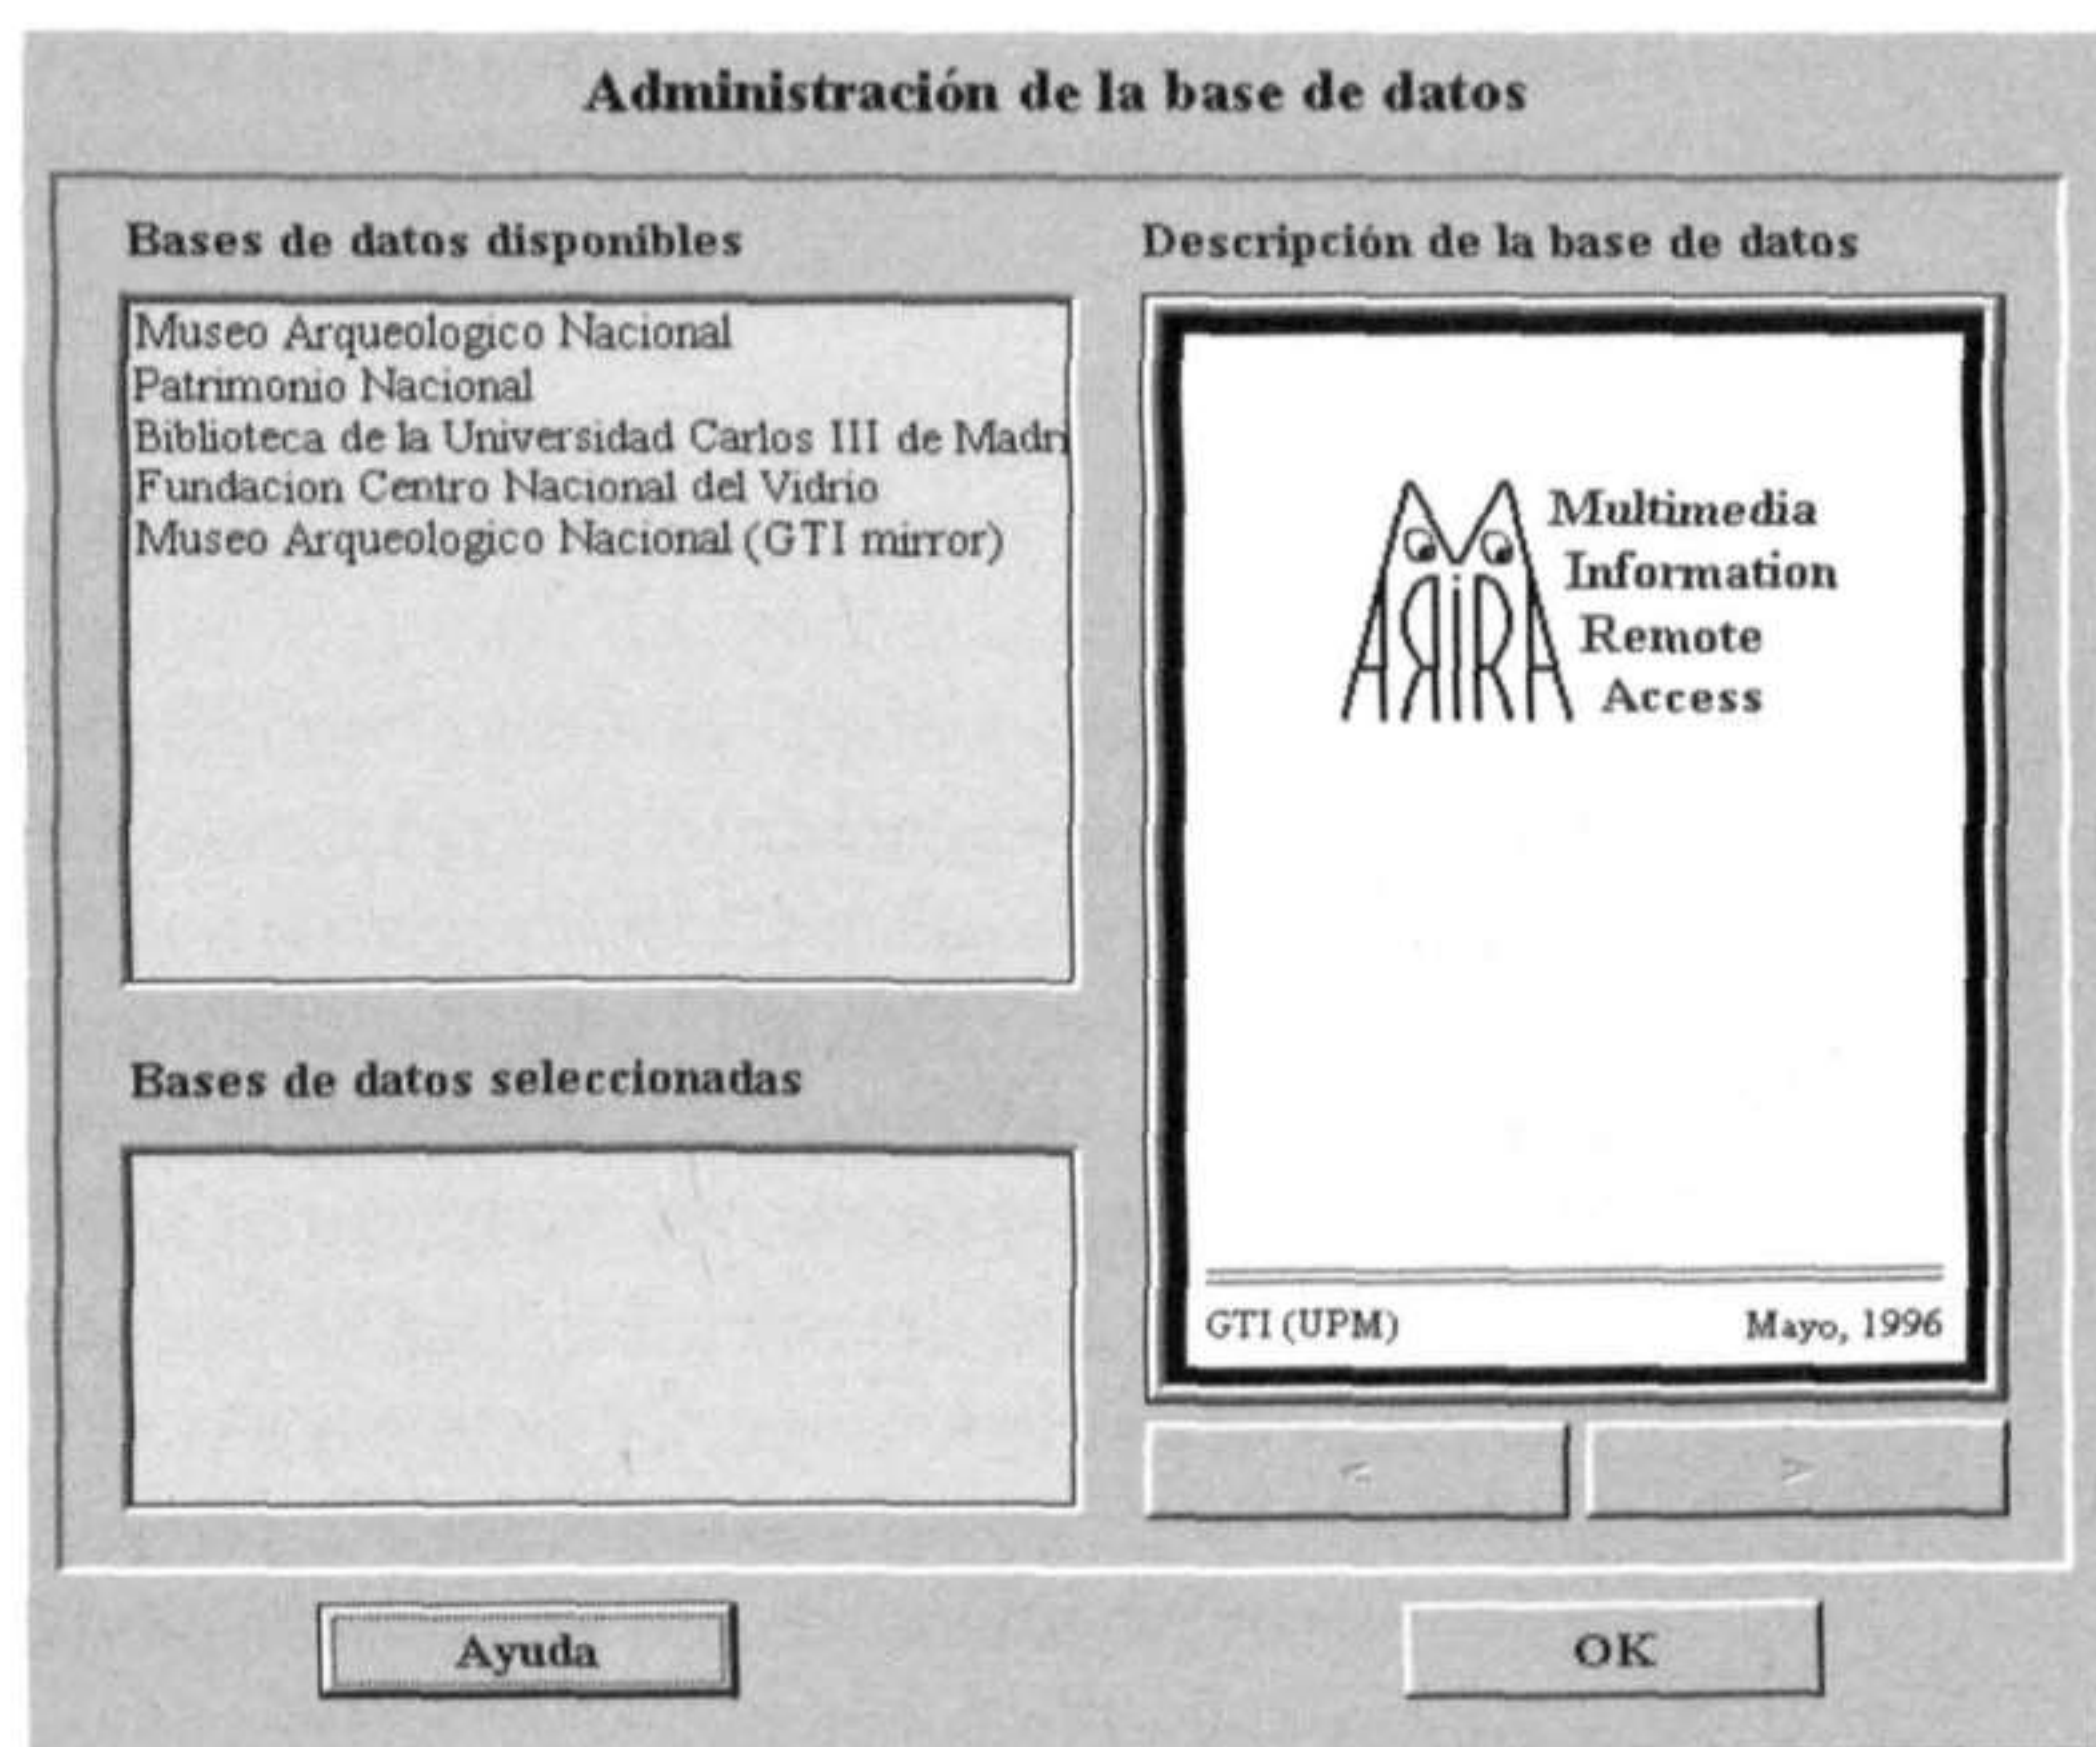 Administración de la base de datos
Bases de datos disponibles
Museo Arqueologico Nacional
Patrimonio Nacional
Biblioteca de la Universidad Carlos III de Madri
Fundacion Centro Nacional del Vidrio
Museo Arqueologico Nacional (GTI mirror)
Bases de datos seleccionadas
Descripción de la base de datos
MIRA
Multimedia
Information
Remote
Access
GTI (UPM) Mayo, 1996
< >
Ayuda OK